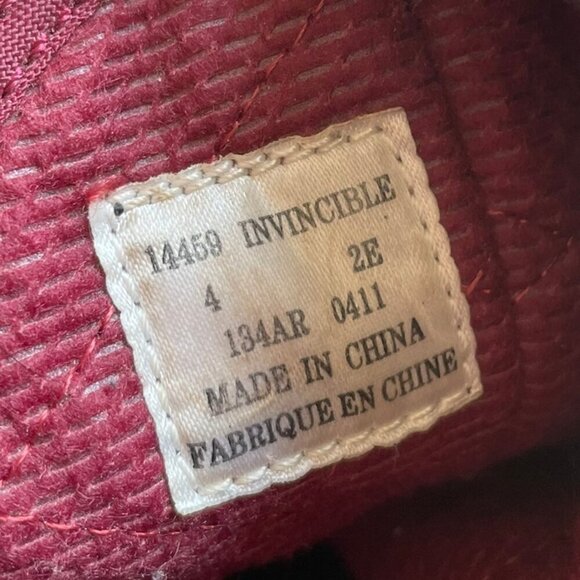 14459 INVINCIBLE
4 2E
134AR 0411
MADE IN CHINA
FABRIQUE EN CHINE